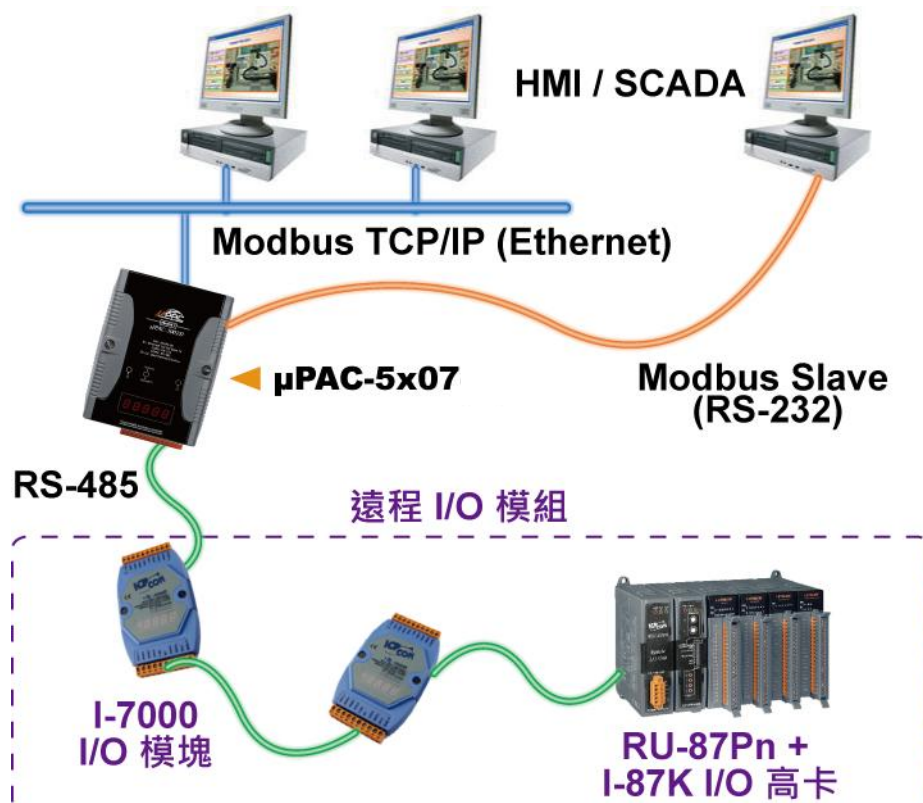 HMI / SCADA
Modbus TCP/IP (Ethernet)
µPAC-5x07
Modbus Slave
(RS-232)
RS-485
遠程 I/O 模組
I-7000
I/O 模塊
RU-87Pn +
I-87K I/O 高卡